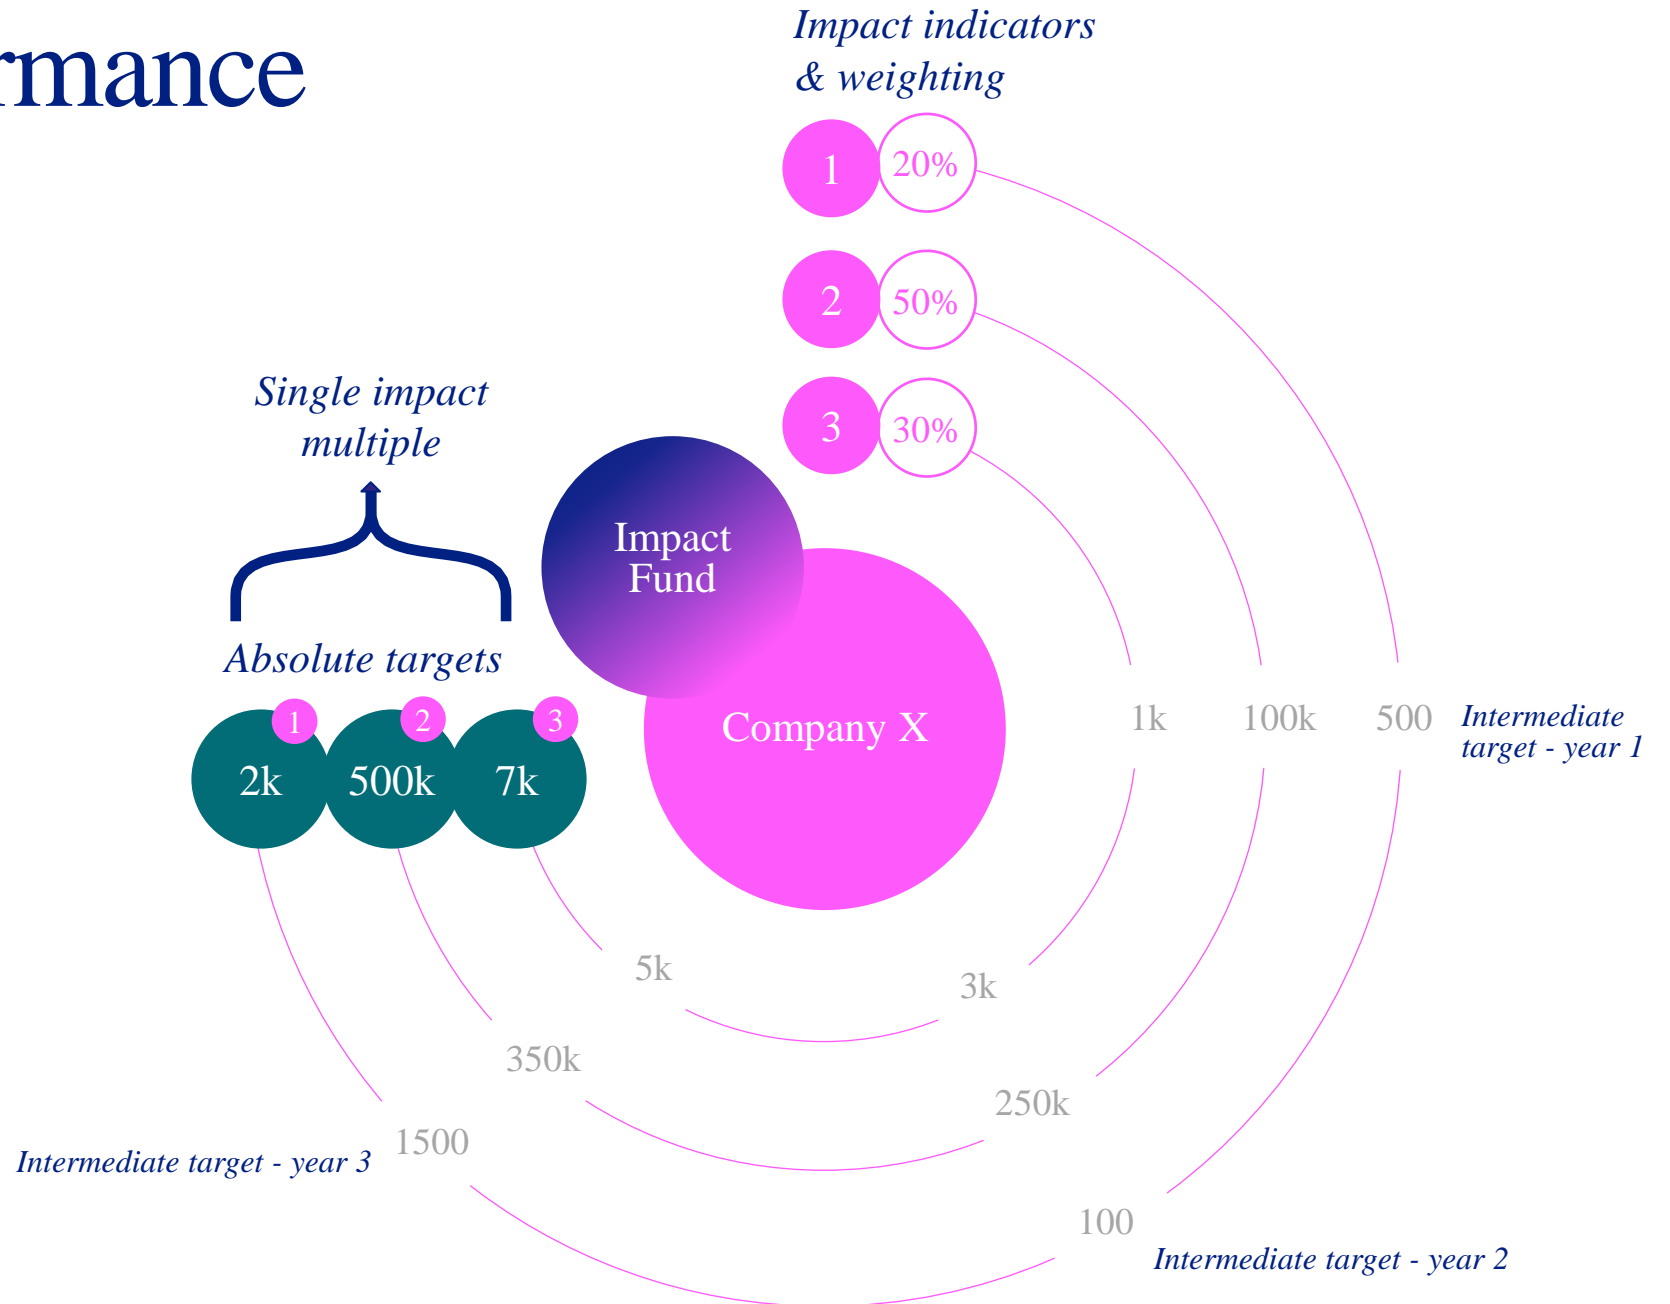 rmance
Impact indicators
& weighting
1 20%
2 50%
3 30%
Single impact
multiple
Impact
Fund
Absolute targets
1 2 3
2k 500k 7k
Company X
1k 100k 500
Intermediate
target - year 1
5k
3k
350k
250k
1500
Intermediate target - year 3
100
Intermediate target - year 2